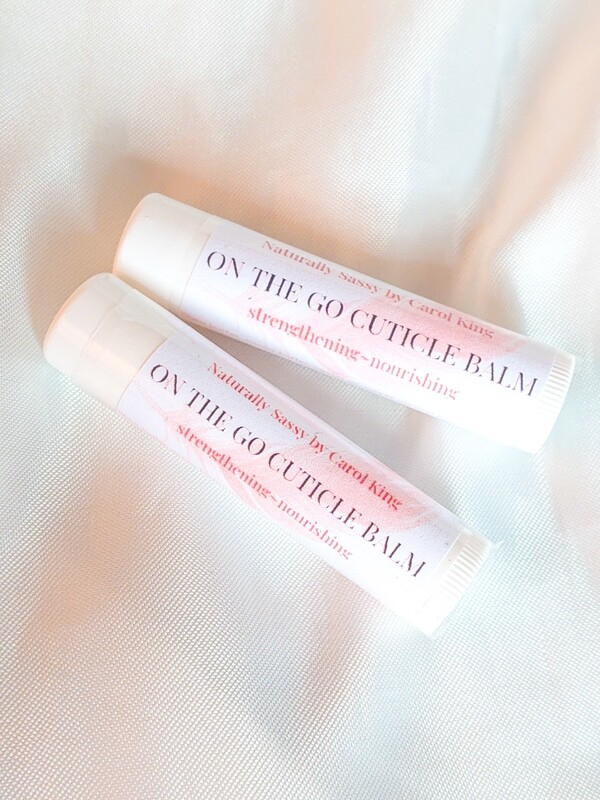 Naturally Sassy by Carol King
ON THE GO CUTICLE BALM
strengthening~nourishing
Naturally Sassy by Carol King
ON THE GO CUTICLE BALM
strengthening~nourishing